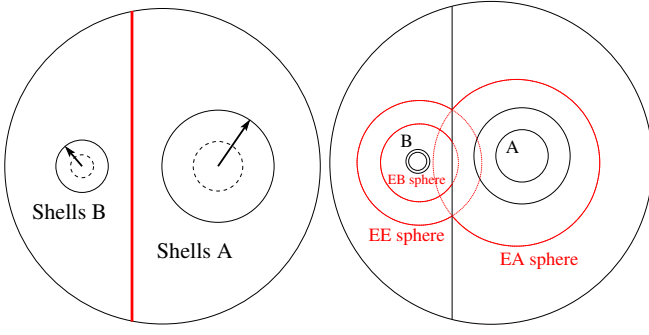 Shells B
Shells A
B
A
EB sphere
EE sphere
EA sphere